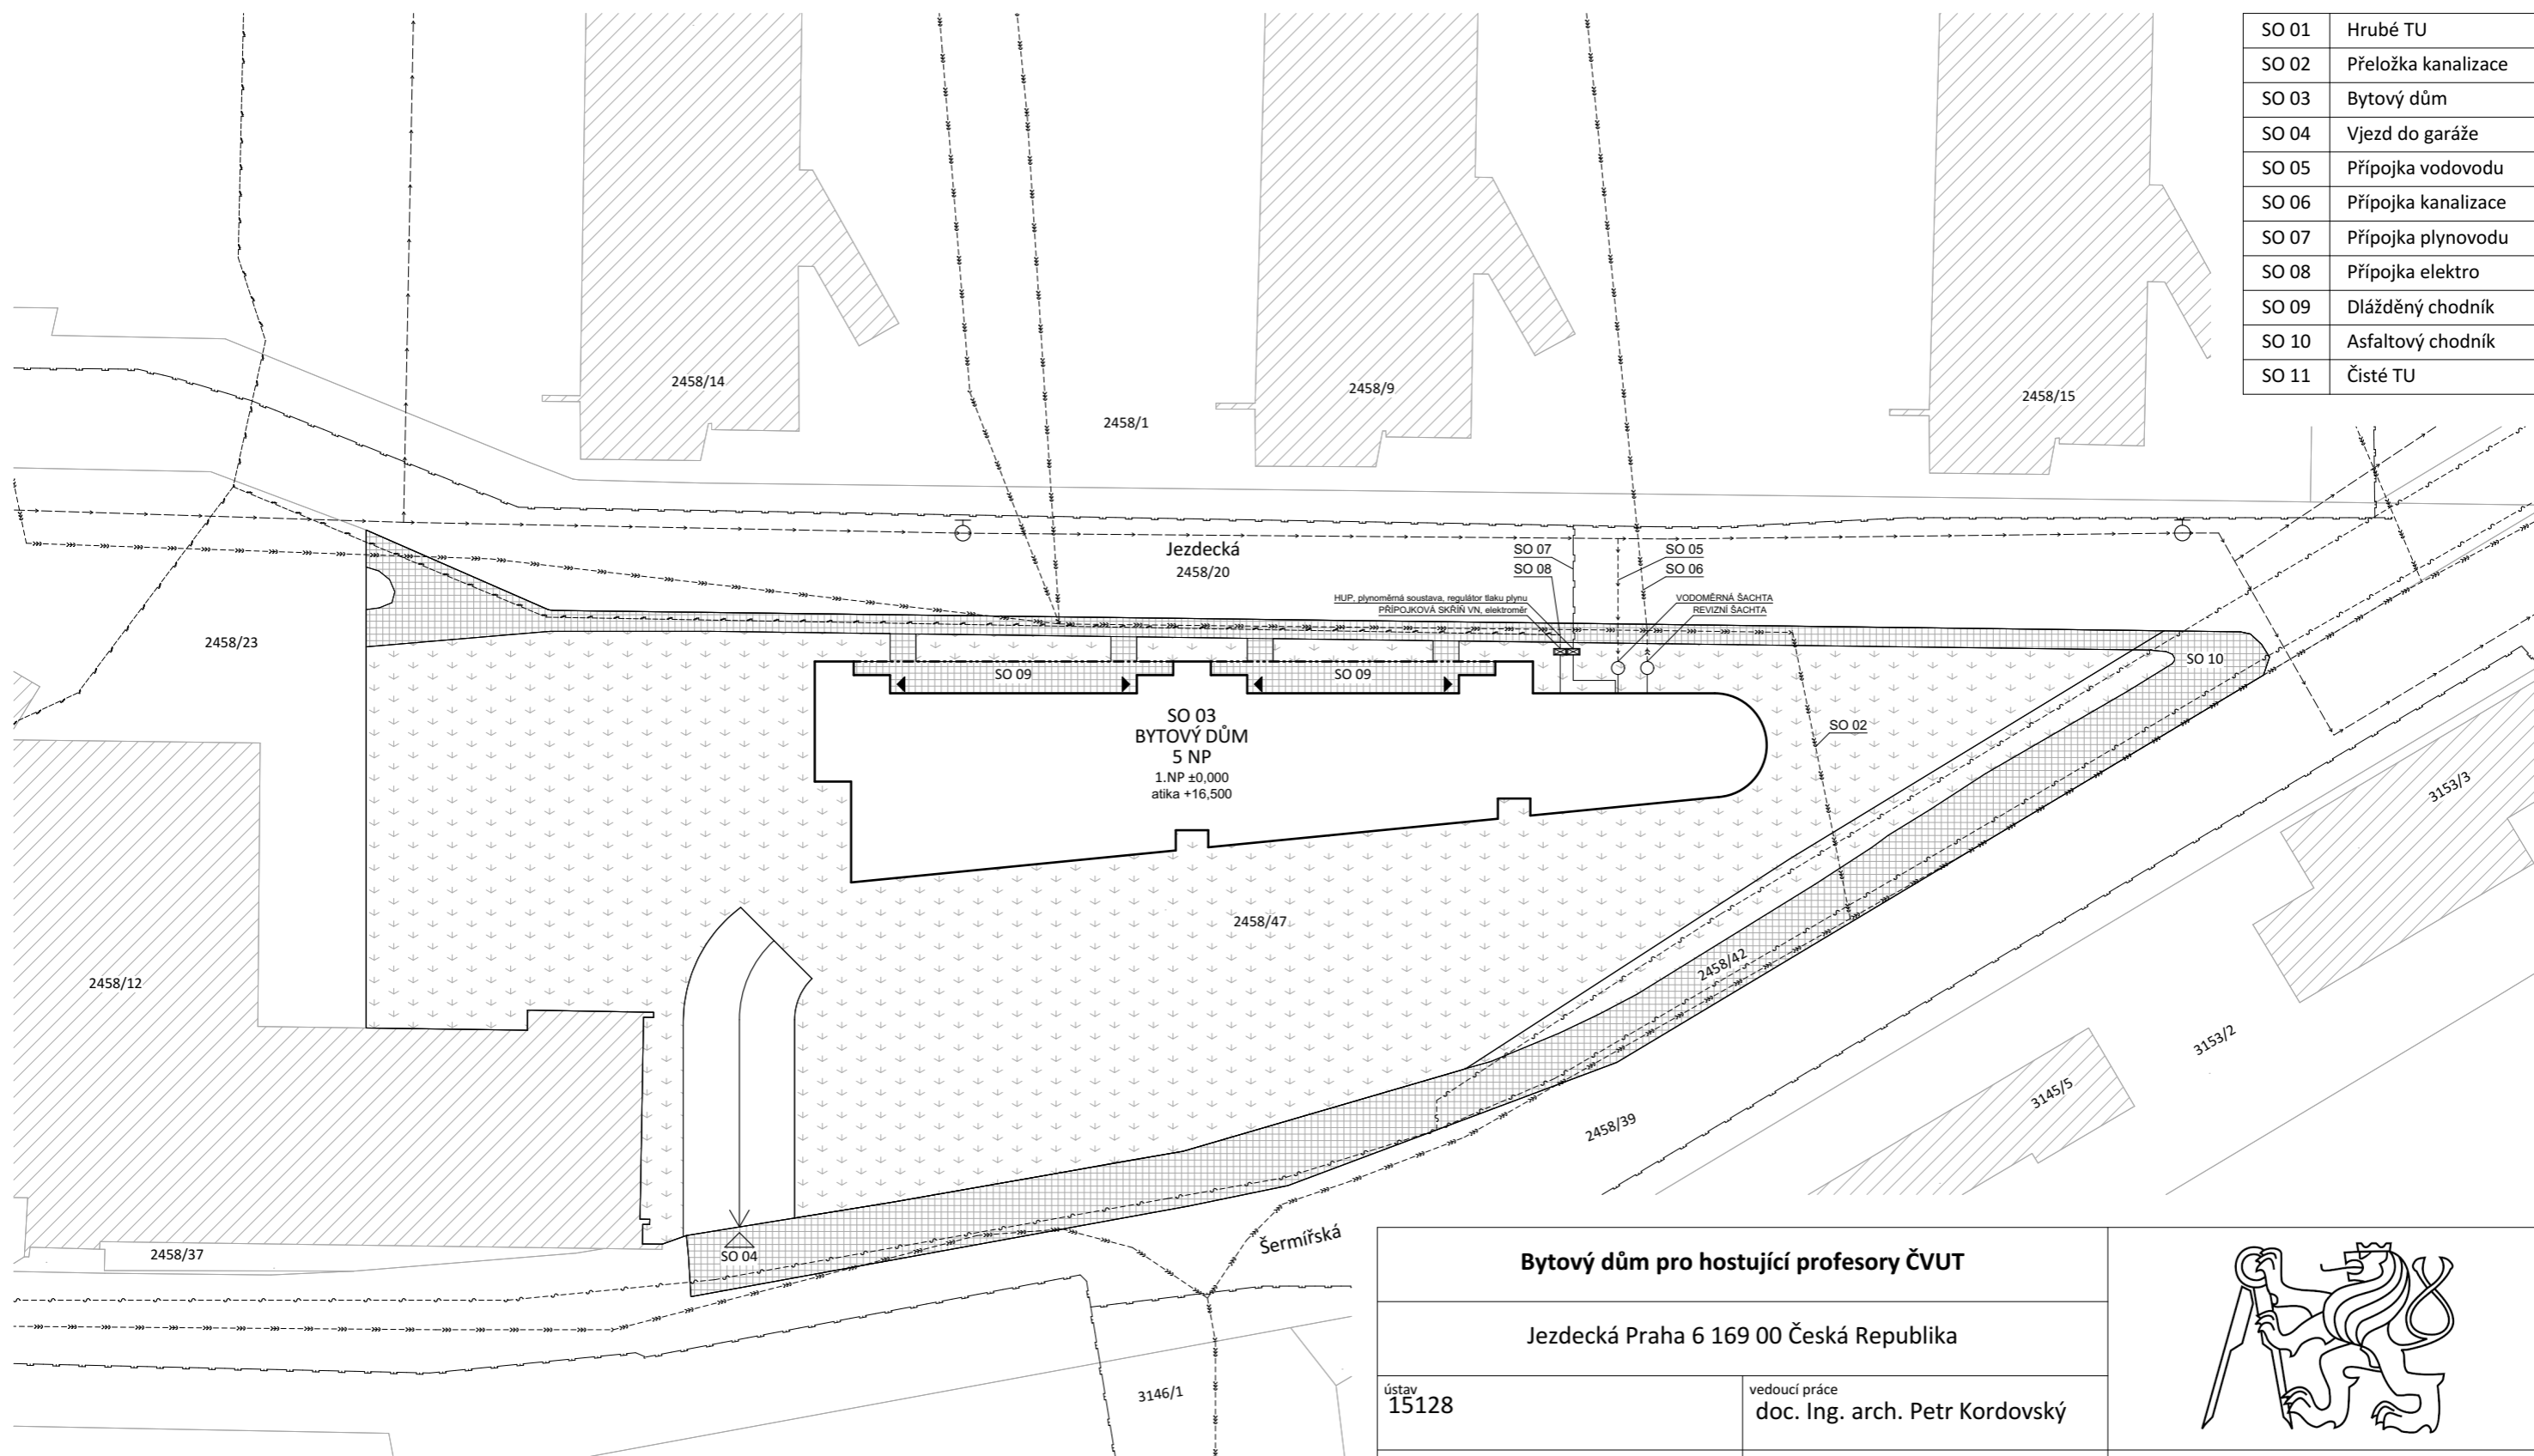 SO 01 Hrubé TU
SO 02 Přeložka kanalizace
SO 03 Bytový dům
SO 04 Vjezd do garáže
SO 05 Přípojka vodovodu
SO 06 Přípojka kanalizace
SO 07 Přípojka plynovodu
SO 08 Přípojka elektro
SO 09 Dlážděný chodník
SO 10 Asfaltový chodník
SO 11 Čisté TU
2458/14
2458/9
2458/15
2458/1
Jezdecká
2458/20
SO 07
SO 08
SO 05
SO 06
HUP, plynoměrná soustava, regulátor tlaku plynu
PŘÍPOJKOVÁ SKŘÍŇ VN, elektroměr
VODOMĚRNÁ ŠACHTA
REVIZNÍ ŠACHTA
2458/23
SO 09
SO 09
SO 10
SO 03
BYTOVÝ DŮM
5 NP
1.NP ±0,000
atika +16,500
SO 02
3153/3
2458/47
2458/42
2458/12
3153/2
3145/5
2458/39
Šermířská
2458/37
SO 04
3146/1
Bytový dům pro hostující profesory ČVUT
Jezdecká Praha 6 169 00 Česká Republika
ústav
15128
vedoucí práce
doc. Ing. arch. Petr Kordovský